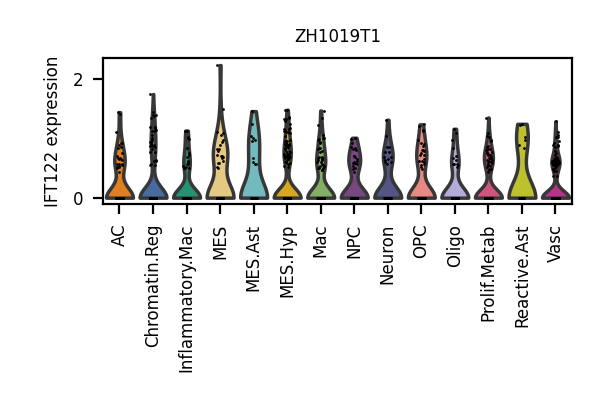 ZH1019T1
IFT122 expression
2
0
AC
Chromatin.Reg
Inflammatory.Mac
MES
MES.Ast
MES.Hyp
Mac
NPC
Neuron
OPC
Oligo
Prolif.Metab
Reactive.Ast
Vasc